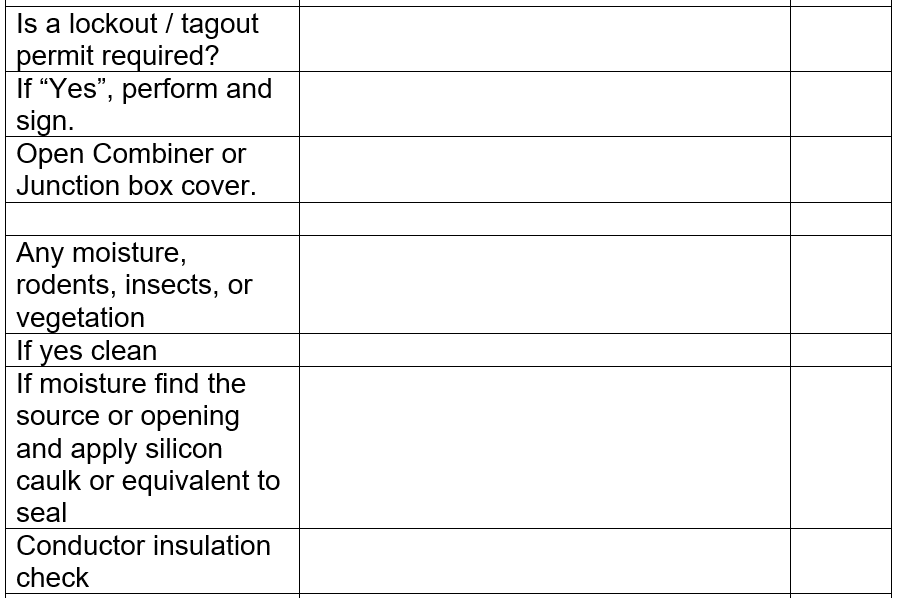 Is a lockout / tagout
permit required?
If “Yes”, perform and
sign.
Open Combiner or
Junction box cover.
Any moisture,
rodents, insects, or
vegetation
If yes clean
If moisture find the
source or opening
and apply silicon
caulk or equivalent to
seal
Conductor insulation
check